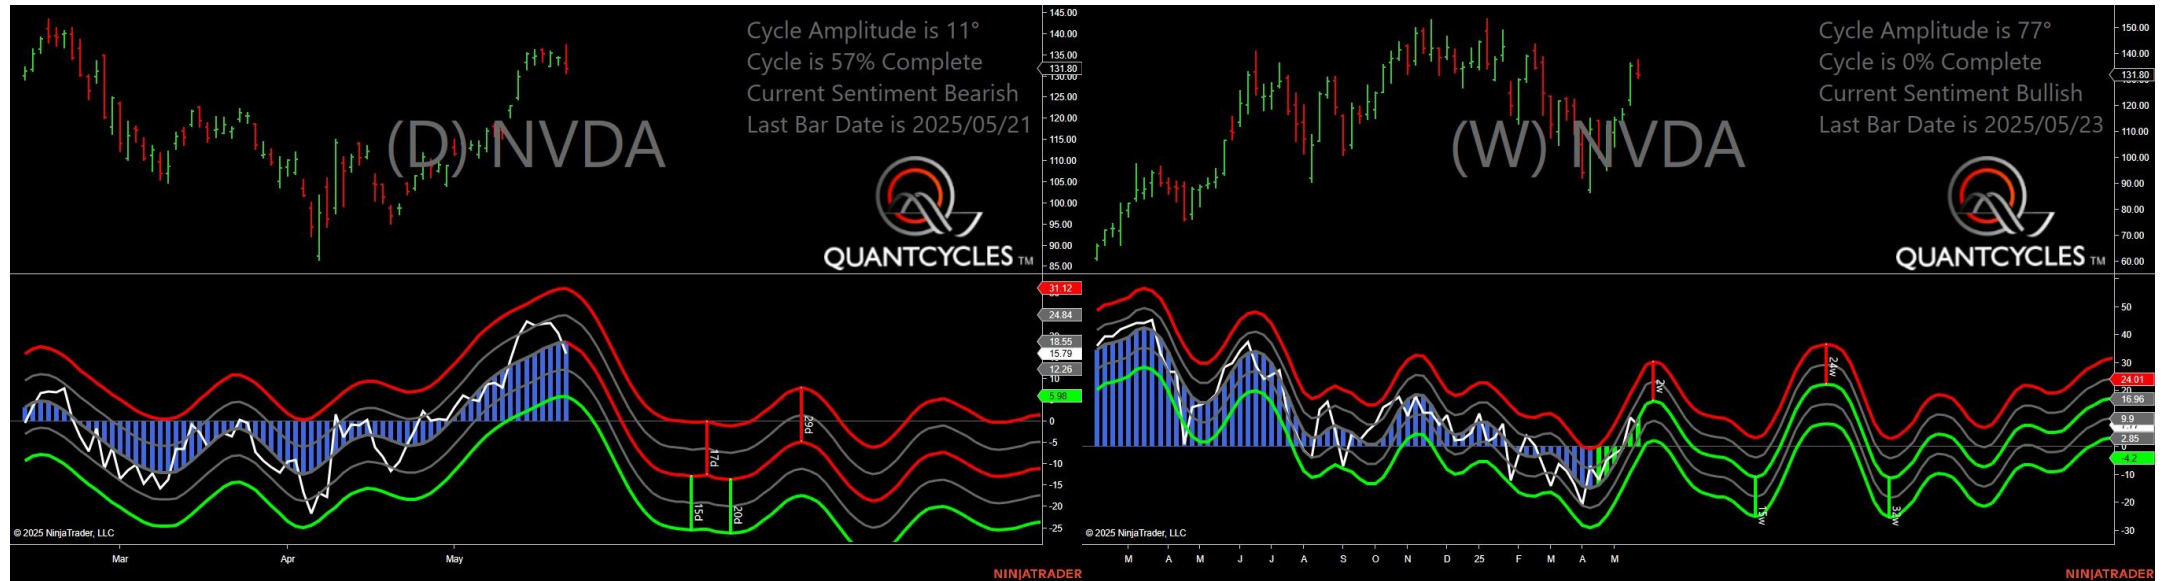 Cycle Amplitude is 11°
Cycle is 57% Complete
Current Sentiment Bearish
Last Bar Date is 2025/05/21
(D) NVDA
QUANTCYCLES TM
145.00
140.00
135.00
131.80
130.00
125.00
120.00
115.00
110.00
105.00
100.00
95.00
90.00
85.00
31.12
24.84
18.55
15.79
12.26
10
5.98
0
-5
-10
-15
-20
-25
17d
29d
15d
20d
© 2025 NinjaTrader, LLC
Mar
Apr
May
NINJATRADER
Cycle Amplitude is 77°
Cycle is 0% Complete
Current Sentiment Bullish
Last Bar Date is 2025/05/23
(W) NVDA
QUANTCYCLES TM
150.00
140.00
131.80
120.00
110.00
100.00
90.00
80.00
70.00
60.00
50
40
30
24.01
20
16.96
9.9
2.85
-4.2
-10
-20
-30
2w
24w
15w
32w
© 2025 NinjaTrader, LLC
M A M J J A S O N D 25 F M A M
NINJATRADER